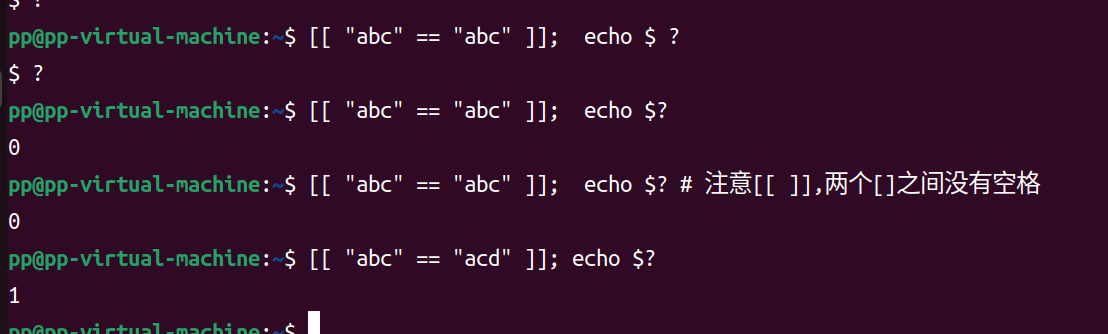 $ ?
pp@pp-virtual-machine:~$ [[ "abc" == "abc" ]];  echo $ ?
$ ?
pp@pp-virtual-machine:~$ [[ "abc" == "abc" ]];  echo $?
0
pp@pp-virtual-machine:~$ [[ "abc" == "abc" ]];  echo $? # 注意[[ ]],两个[]之间没有空格
0
pp@pp-virtual-machine:~$ [[ "abc" == "acd" ]]; echo $?
1
pp@pp-virtual-machine:~$